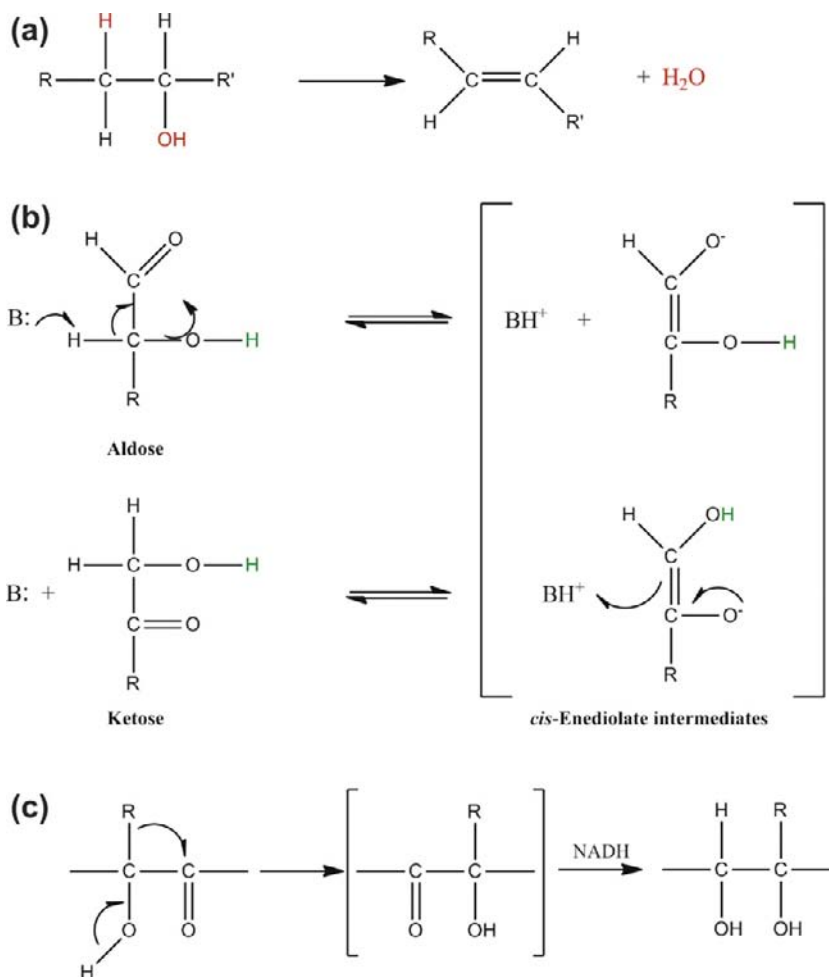 (a)
H H
R C C R'
H OH
R H
C C
H R'
+ H₂O
(b)
H O
C
B: H C O H
R
Aldose
H O⁻
C
BH⁺ + C O H
R
H
B: + H C O H
C O
R
Ketose
H OH
C
BH⁺ C O⁻
R
cis-Enediolate intermediates
(c)
R
C C
O O
H
R
C C
O OH
NADH
H R
C C
OH OH